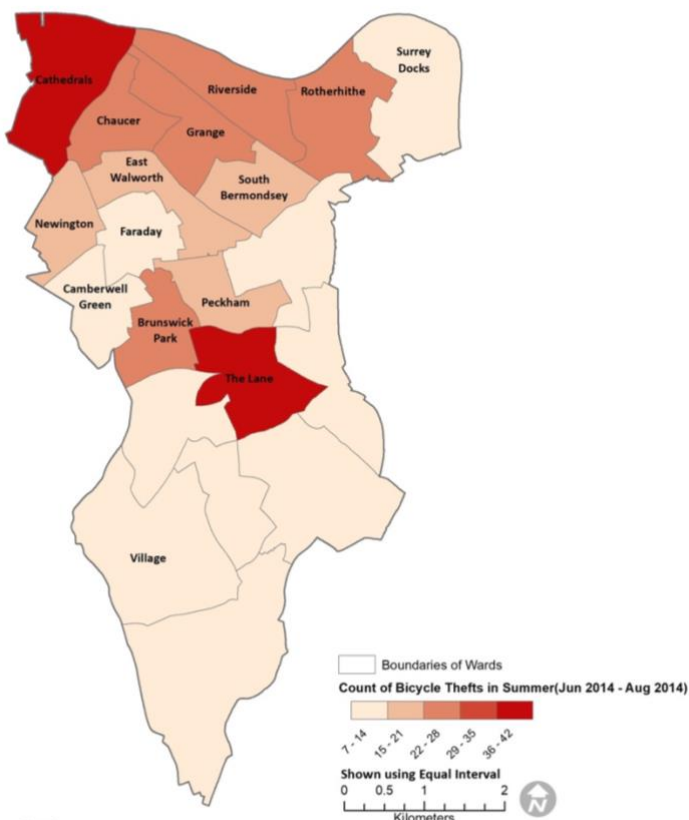 Surrey
Docks
Cathedrals
Riverside
Rotherhithe
Chaucer
Grange
East
Walworth
South
Bermondsey
Newington
Faraday
Camberwell
Green
Peckham
Brunswick
Park
The Lane
Village
Boundaries of Wards
Count of Bicycle Thefts in Summer(Jun 2014 - Aug 2014)
7 - 14
15 - 21
22 - 28
29 - 35
36 - 42
Shown using Equal Interval
0 0.5 1 2
Kilometers
N